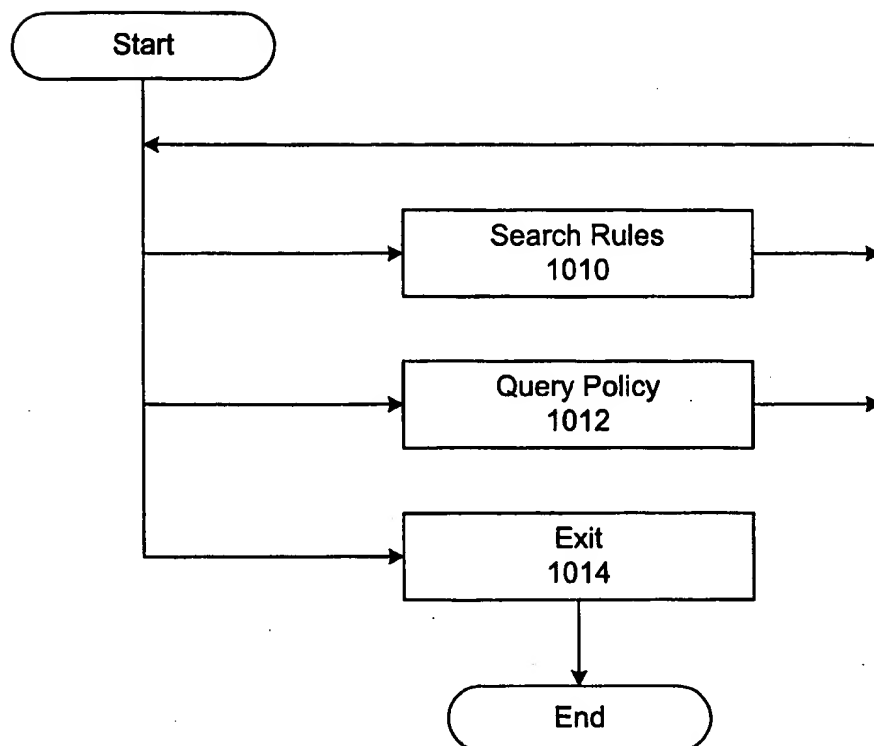 Start
Search Rules
1010
Query Policy
1012
Exit
1014
End